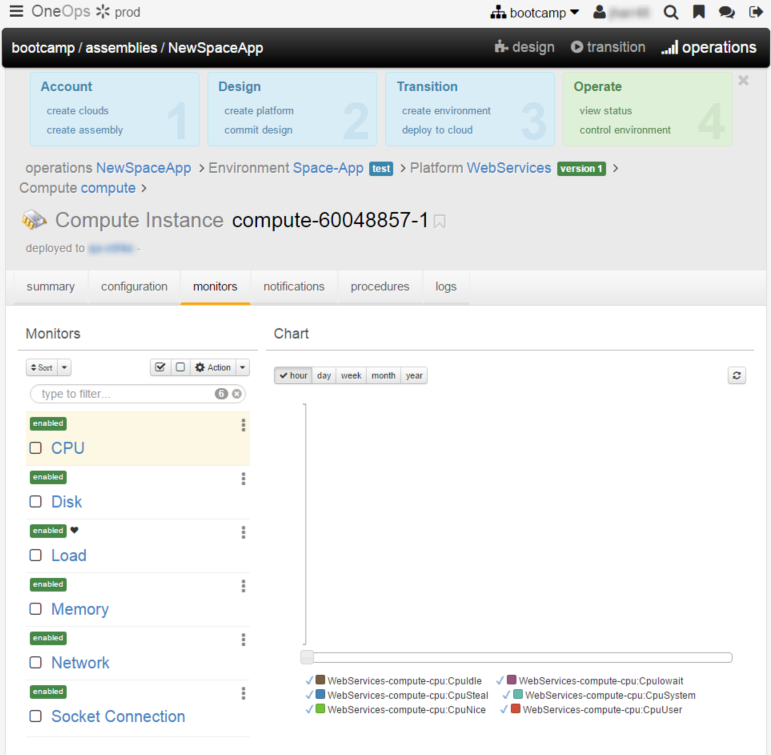 OneOps prod
bootcamp
bootcamp / assemblies / NewSpaceApp
design transition operations
Account
create clouds
create assembly
1
Design
create platform
commit design
2
Transition
create environment
deploy to cloud
3
Operate
view status
control environment
4
operations NewSpaceApp > Environment Space-App test > Platform WebServices version 1 >
Compute compute >
Compute Instance compute-60048857-1
deployed to -
summary configuration monitors notifications procedures logs
Monitors
Sort Action
type to filter... 6
enabled
CPU
enabled
Disk
enabled
Load
enabled
Memory
enabled
Network
enabled
Socket Connection
Chart
hour day week month year
WebServices-compute-cpu:CpuIdle WebServices-compute-cpu:CpuIowait
WebServices-compute-cpu:CpuSteal WebServices-compute-cpu:CpuSystem
WebServices-compute-cpu:CpuNice WebServices-compute-cpu:CpuUser